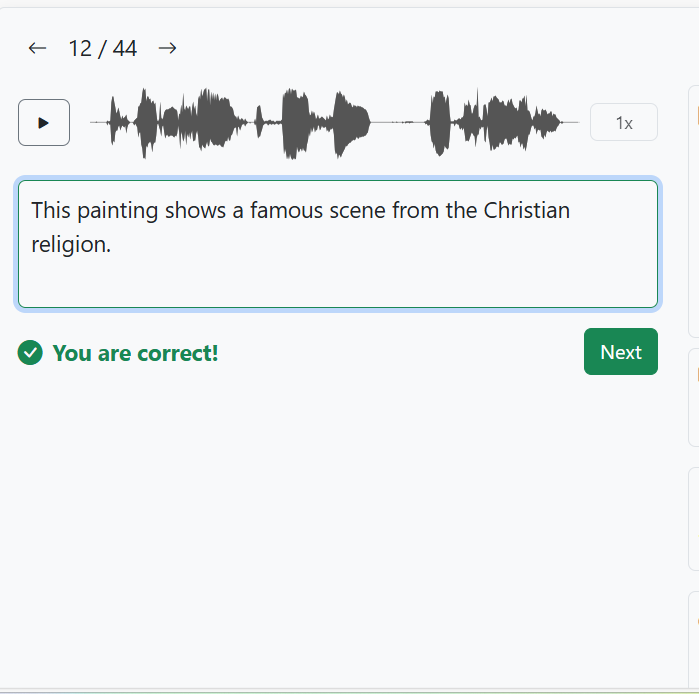 ← 12 / 44 →
1x
This painting shows a famous scene from the Christian
religion.
You are correct!
Next